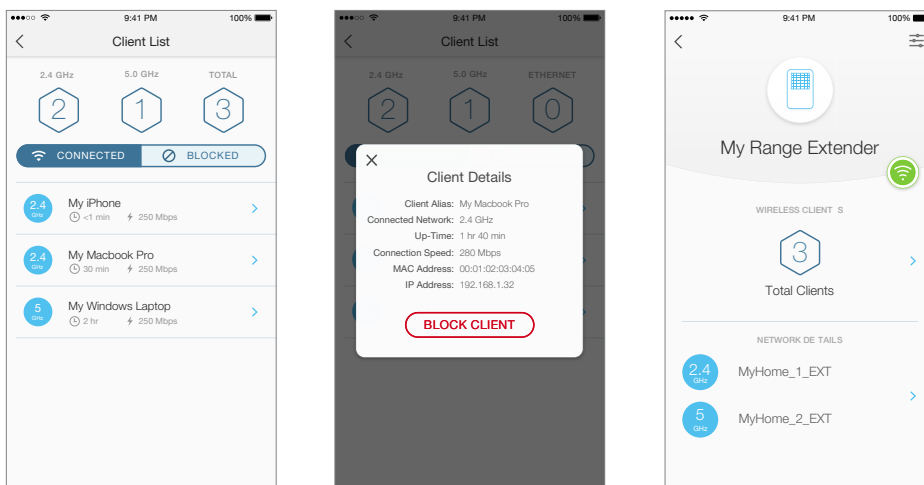 9:41 PM 100%
Client List
2.4 GHz 5.0 GHz TOTAL
2 1 3
CONNECTED BLOCKED
2.4 GHz
My iPhone
<1 min 250 Mbps
2.4 GHz
My Macbook Pro
30 min 250 Mbps
5 GHz
My Windows Laptop
2 hr 250 Mbps
9:41 PM 100%
Client List
2.4 GHz 5.0 GHz ETHERNET
2 1 0
Client Details
Client Alias: My Macbook Pro
Connected Network: 2.4 GHz
Up-Time: 1 hr 40 min
Connection Speed: 280 Mbps
MAC Address: 00:01:02:03:04:05
IP Address: 192.168.1.32
BLOCK CLIENT
9:41 PM 100%
My Range Extender
WIRELESS CLIENT S
3
Total Clients
NETWORK DE TAILS
2.4 GHz
MyHome_1_EXT
5 GHz
MyHome_2_EXT